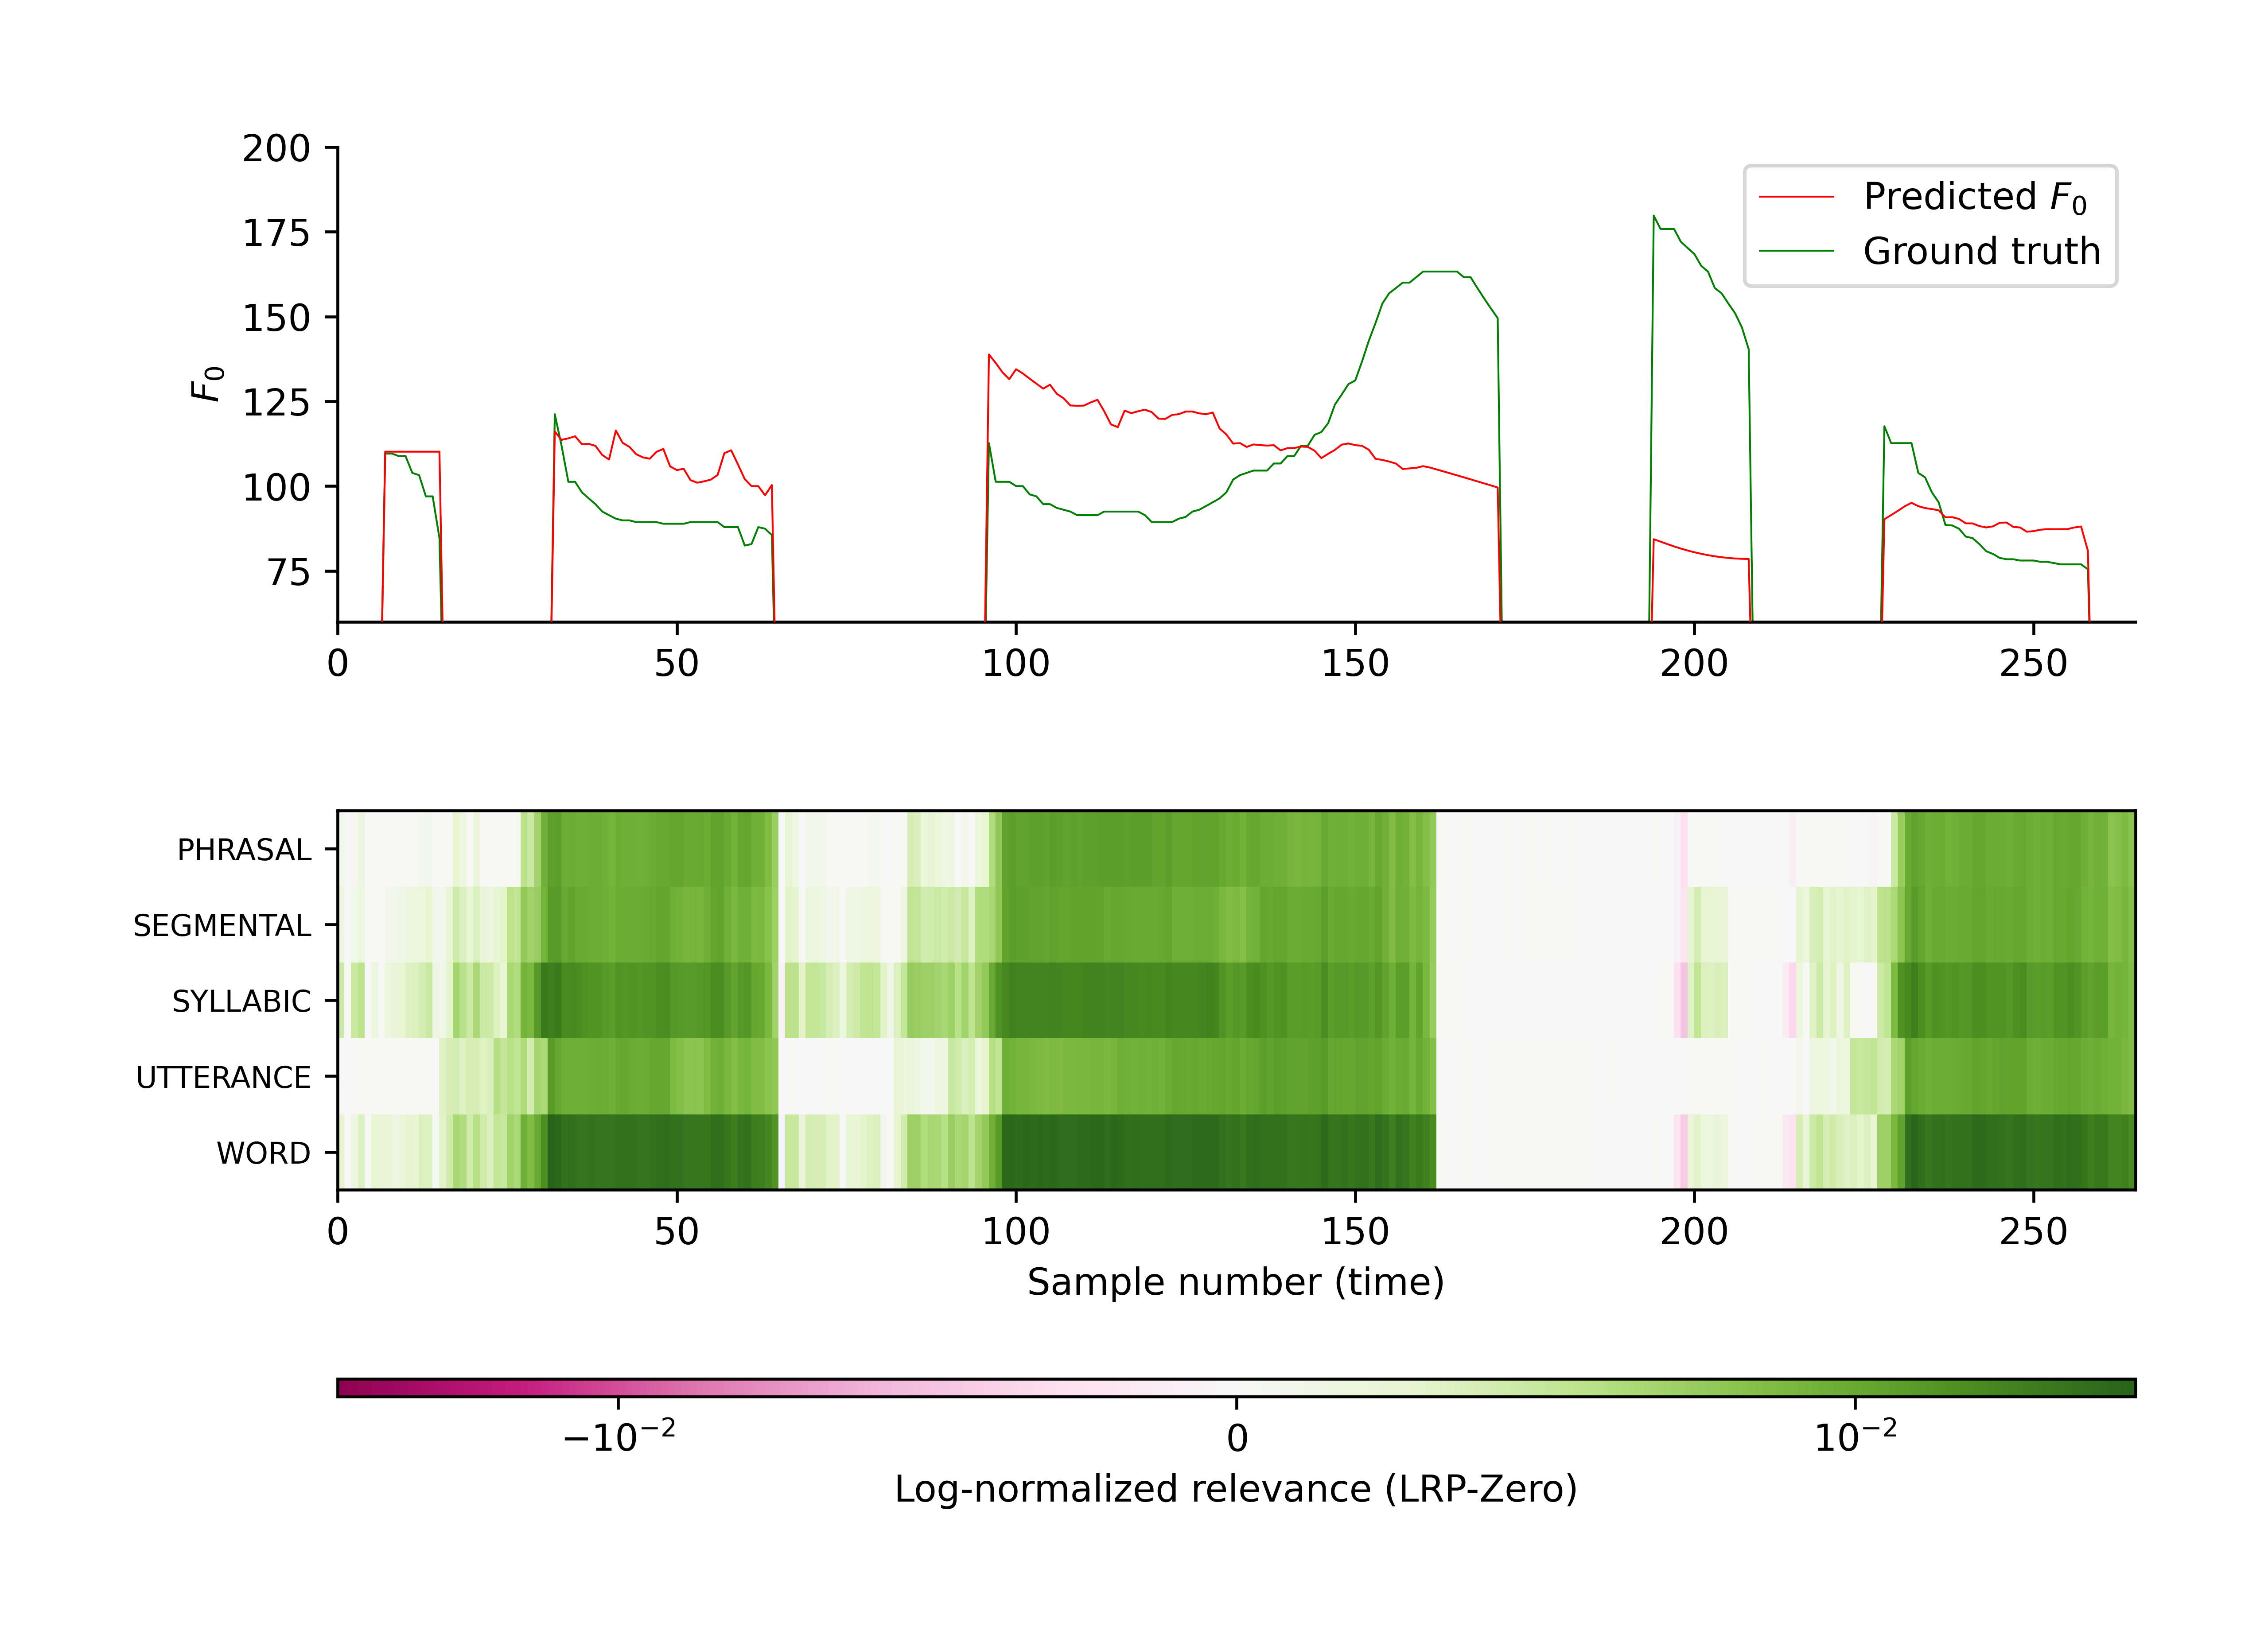 200
175
150
125
100
75
F₀
Predicted F₀
Ground truth
0 50 100 150 200 250
PHRASAL
SEGMENTAL
SYLLABIC
UTTERANCE
WORD
0 50 100 150 200 250
Sample number (time)
−10⁻² 0 10⁻²
Log-normalized relevance (LRP-Zero)